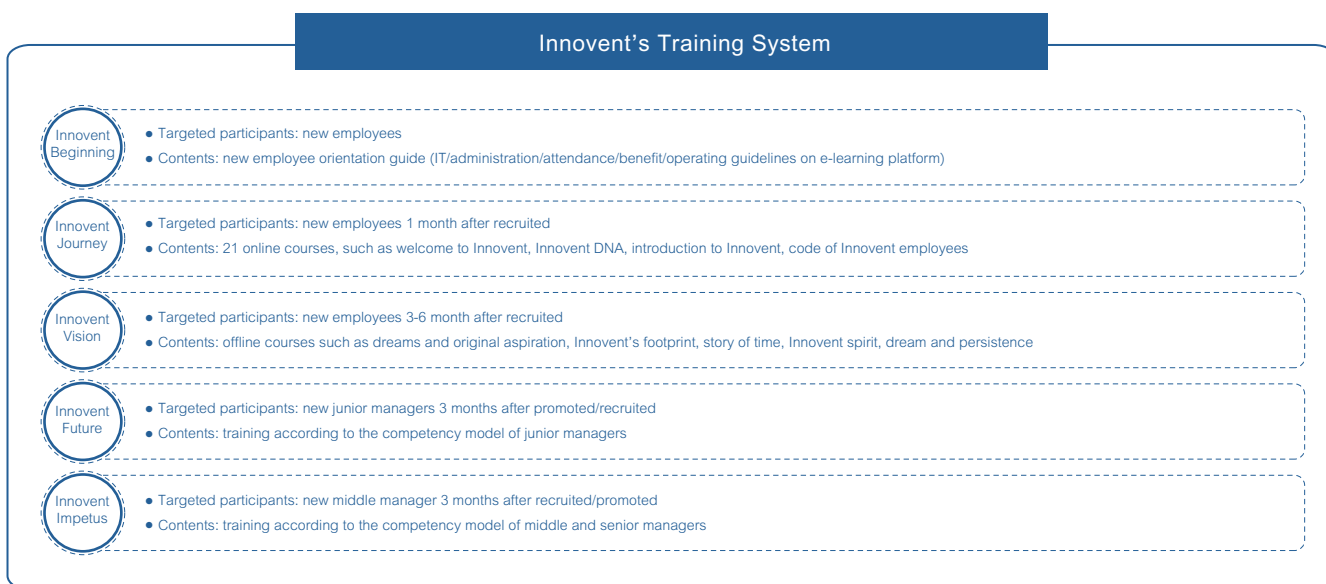 Innovent’s Training System
Innovent
Beginning
● Targeted participants: new employees
● Contents: new employee orientation guide (IT/administration/attendance/benefit/operating guidelines on e-learning platform)
Innovent
Journey
● Targeted participants: new employees 1 month after recruited
● Contents: 21 online courses, such as welcome to Innovent, Innovent DNA, introduction to Innovent, code of Innovent employees
Innovent
Vision
● Targeted participants: new employees 3-6 month after recruited
● Contents: offline courses such as dreams and original aspiration, Innovent’s footprint, story of time, Innovent spirit, dream and persistence
Innovent
Future
● Targeted participants: new junior managers 3 months after promoted/recruited
● Contents: training according to the competency model of junior managers
Innovent
Impetus
● Targeted participants: new middle manager 3 months after recruited/promoted
● Contents: training according to the competency model of middle and senior managers